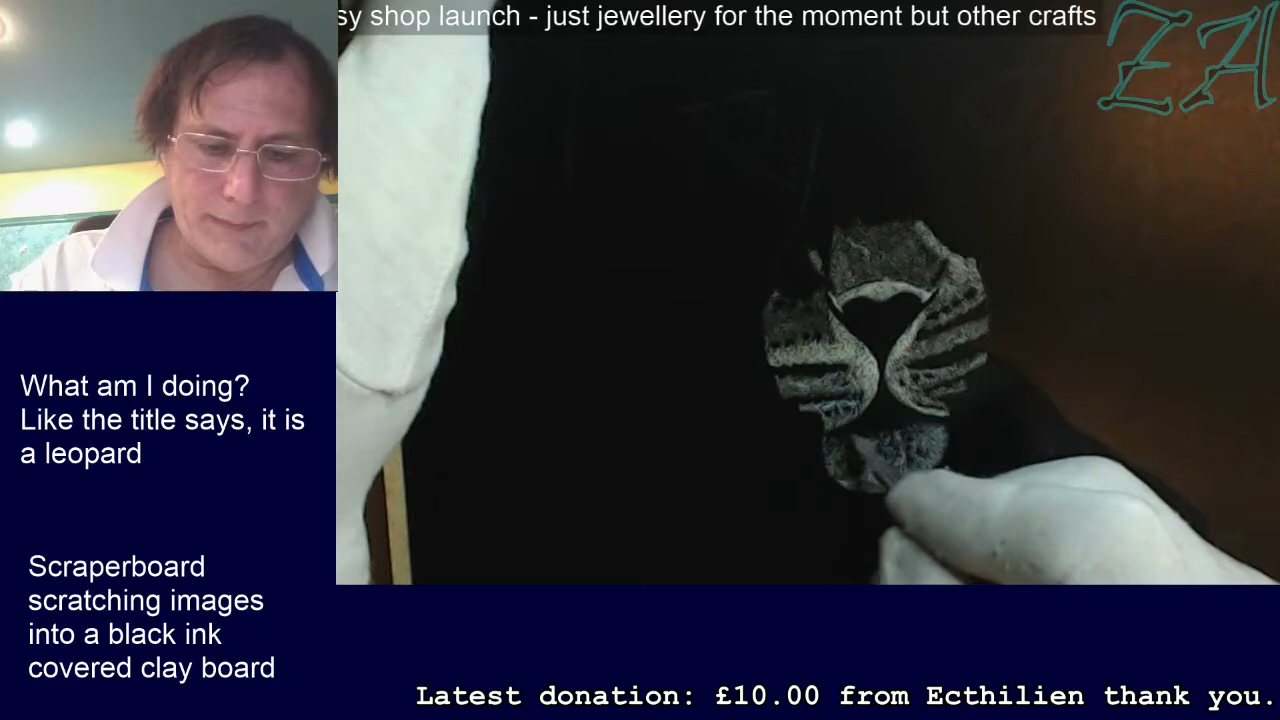 sy shop launch - just jewellery for the moment but other crafts
ZA
What am I doing?
Like the title says, it is
a leopard
Scraperboard
scratching images
into a black ink
covered clay board
Latest donation: £10.00 from Ecthilien thank you.